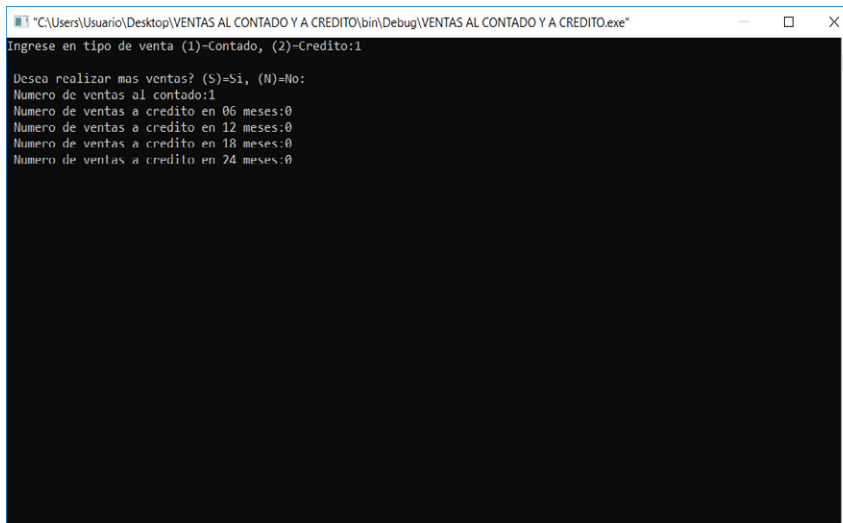 "C:\Users\Usuario\Desktop\VENTAS AL CONTADO Y A CREDITO\bin\Debug\VENTAS AL CONTADO Y A CREDITO.exe"
Ingrese en tipo de venta (1)=Contado, (2)=Credito:1
Desea realizar mas ventas? (S)=Si, (N)=No:
Numero de ventas al contado:1
Numero de ventas a credito en 06 meses:0
Numero de ventas a credito en 12 meses:0
Numero de ventas a credito en 18 meses:0
Numero de ventas a credito en 24 meses:0